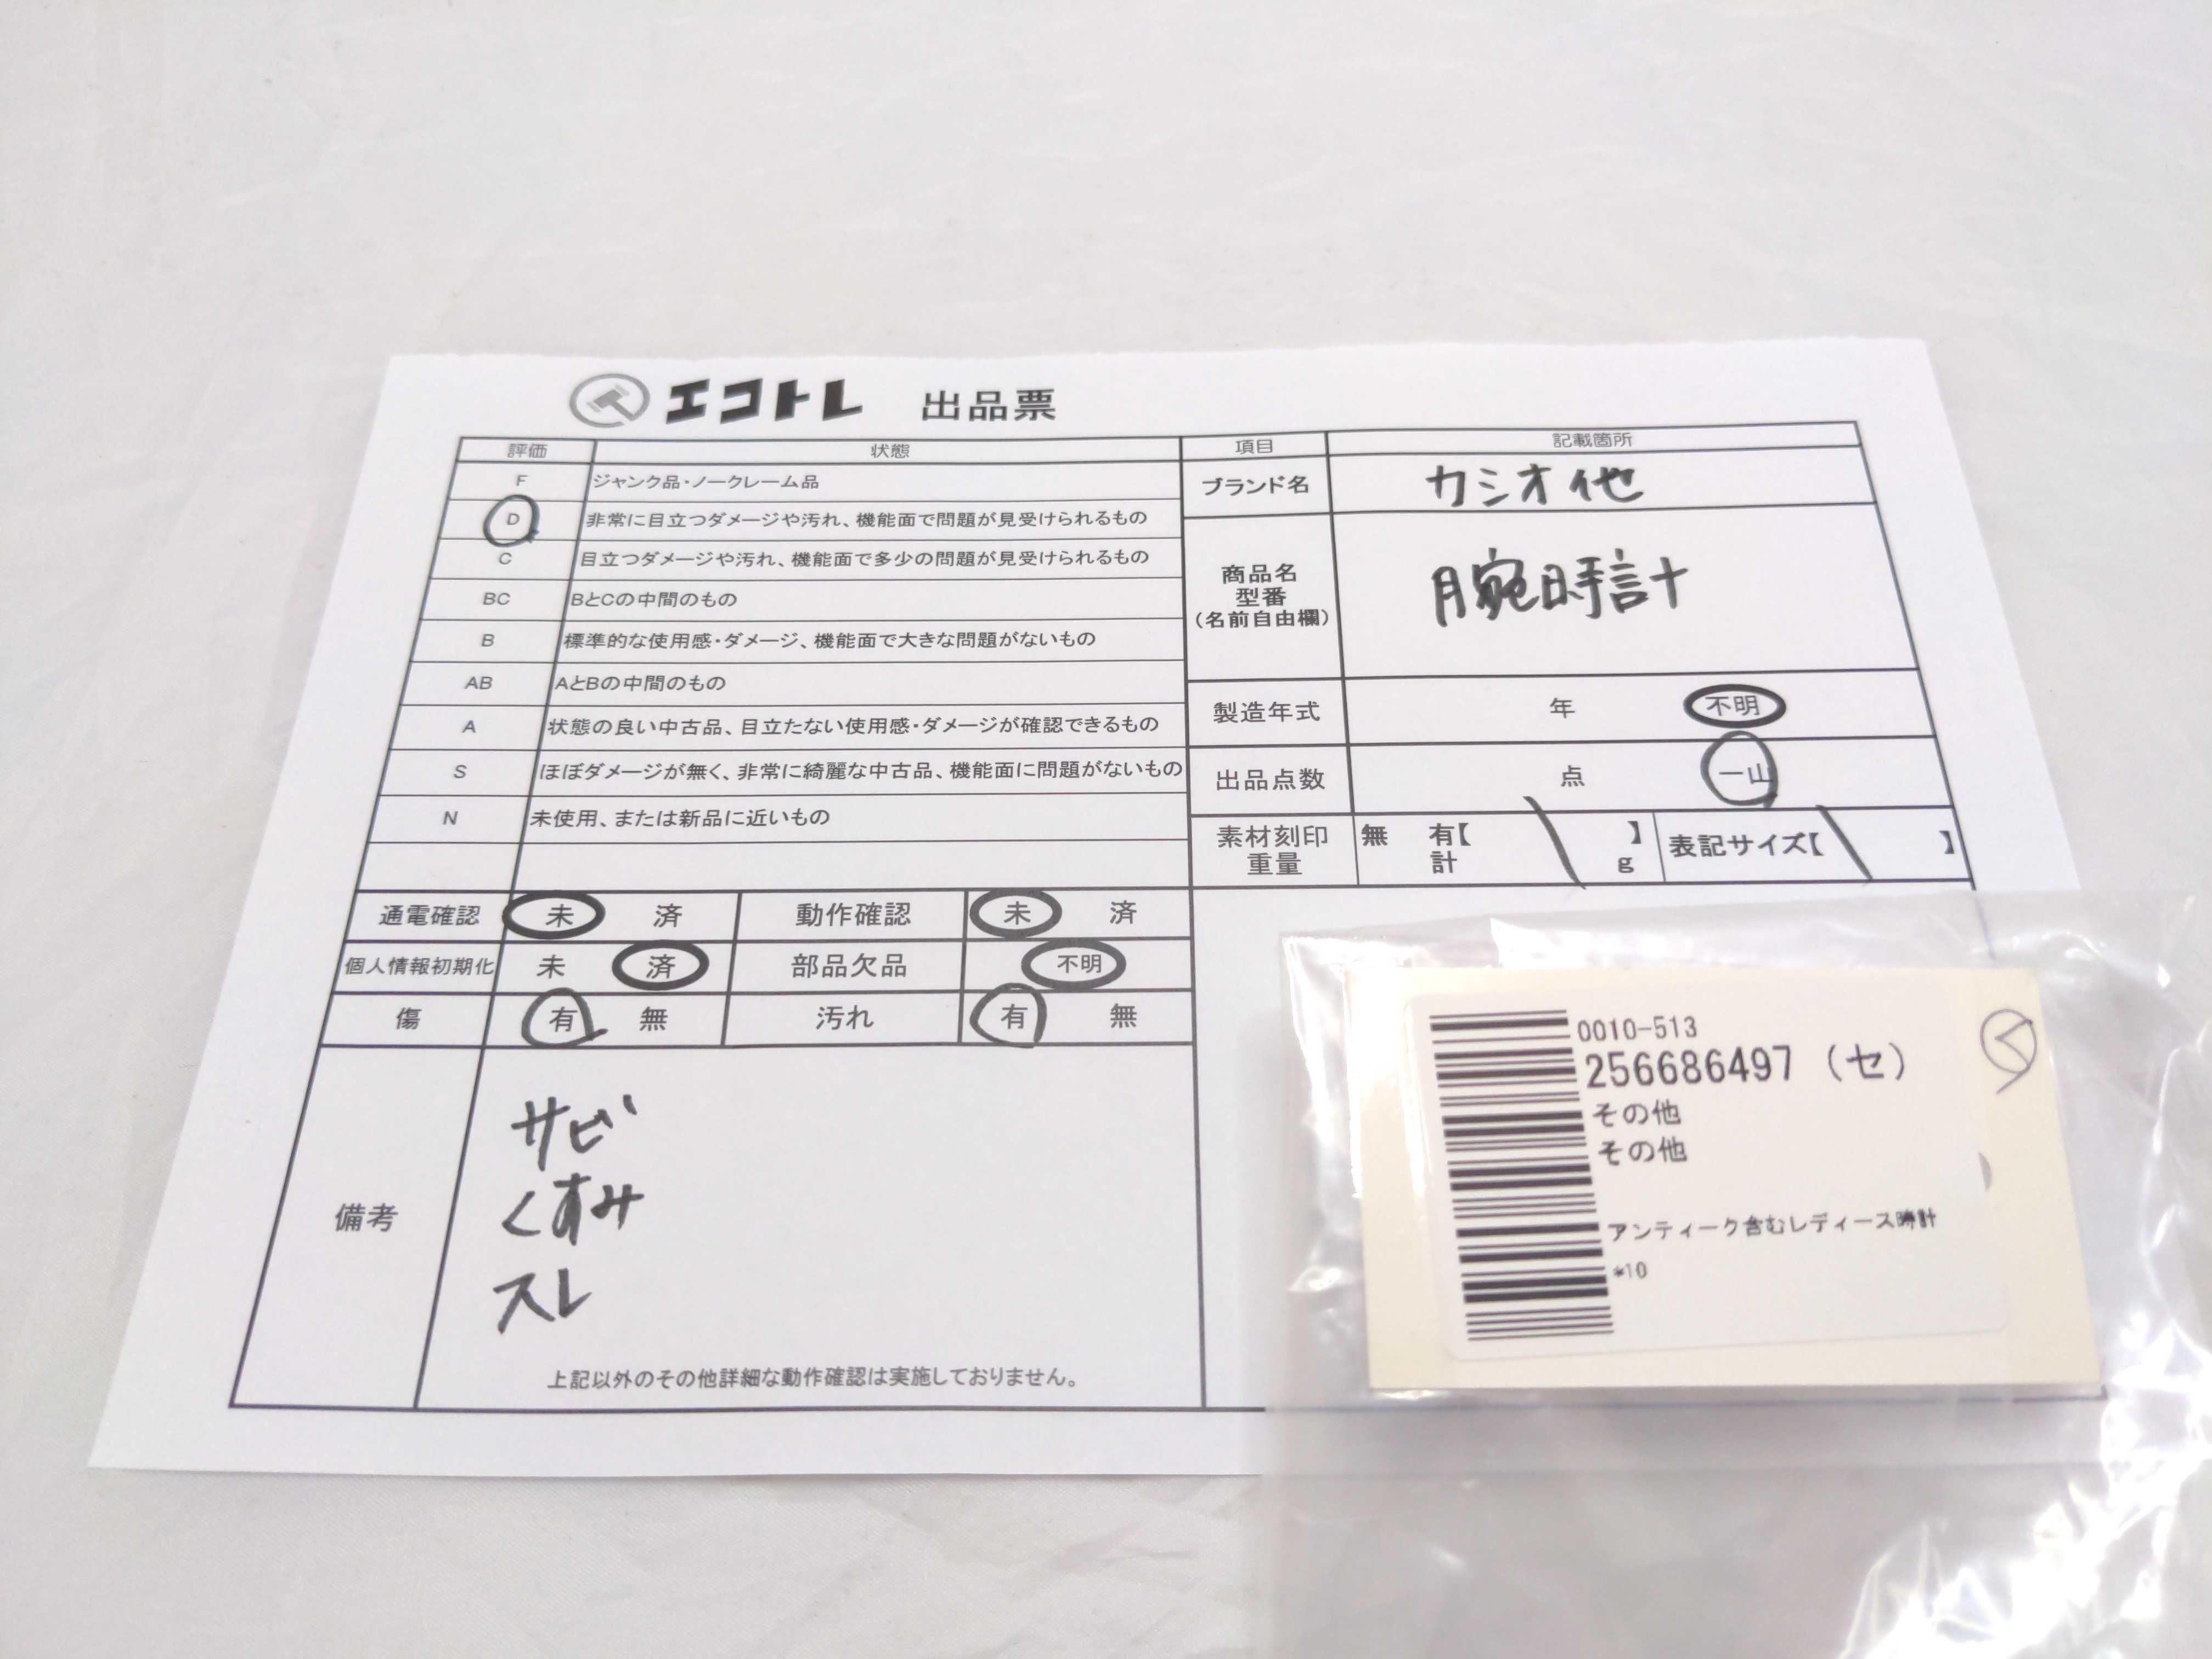 エコトレ 出品票
評価 状態
F ジャンク品・ノークレーム品
D 非常に目立つダメージや汚れ、機能面で問題が見受けられるもの
C 目立つダメージや汚れ、機能面で多少の問題が見受けられるもの
BC BとCの中間のもの
B 標準的な使用感・ダメージ、機能面で大きな問題がないもの
AB AとBの中間のもの
A 状態の良い中古品、目立たない使用感・ダメージが確認できるもの
S ほぼダメージが無く、非常に綺麗な中古品、機能面に問題がないもの
N 未使用、または新品に近いもの
項目 記載箇所
ブランド名 カシオ他
商品名
型番
(名前自由欄)
腕時計
製造年式 年 不明
出品点数 点 一山
素材刻印 無 有【 】 表記サイズ【 】
重量 計 g
通電確認 未 済 動作確認 未 済
個人情報初期化 未 済 部品欠品 不明
傷 有 無 汚れ 有 無
備考
サビ
くすみ
スレ
上記以外のその他詳細な動作確認は実施しておりません。
0010-513
256686497（セ）
その他
その他
アンティーク含むレディース時計
*10